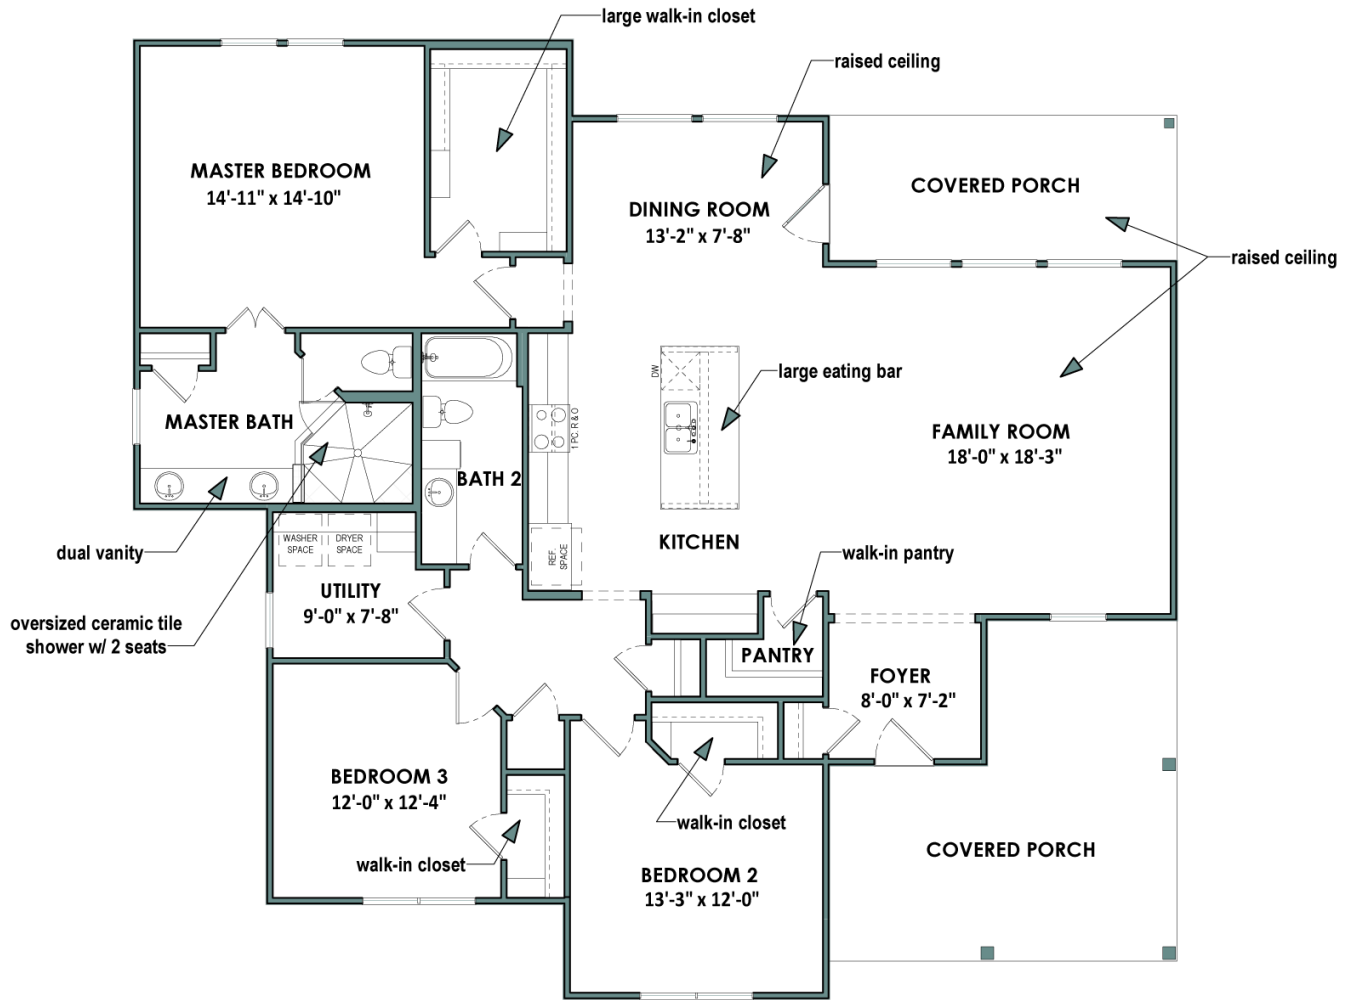 large walk-in closet
raised ceiling
MASTER BEDROOM
14'-11" x 14'-10"
DINING ROOM
13'-2" x 7'-8"
COVERED PORCH
raised ceiling
DW
large eating bar
MASTER BATH
1 PC. R & O
FAMILY ROOM
18'-0" x 18'-3"
BATH 2
dual vanity
WASHER
SPACE
DRYER
SPACE
REF.
SPACE
KITCHEN
walk-in pantry
UTILITY
9'-0" x 7'-8"
oversized ceramic tile
shower w/ 2 seats
PANTRY
FOYER
8'-0" x 7'-2"
BEDROOM 3
12'-0" x 12'-4"
walk-in closet
walk-in closet
BEDROOM 2
13'-3" x 12'-0"
COVERED PORCH